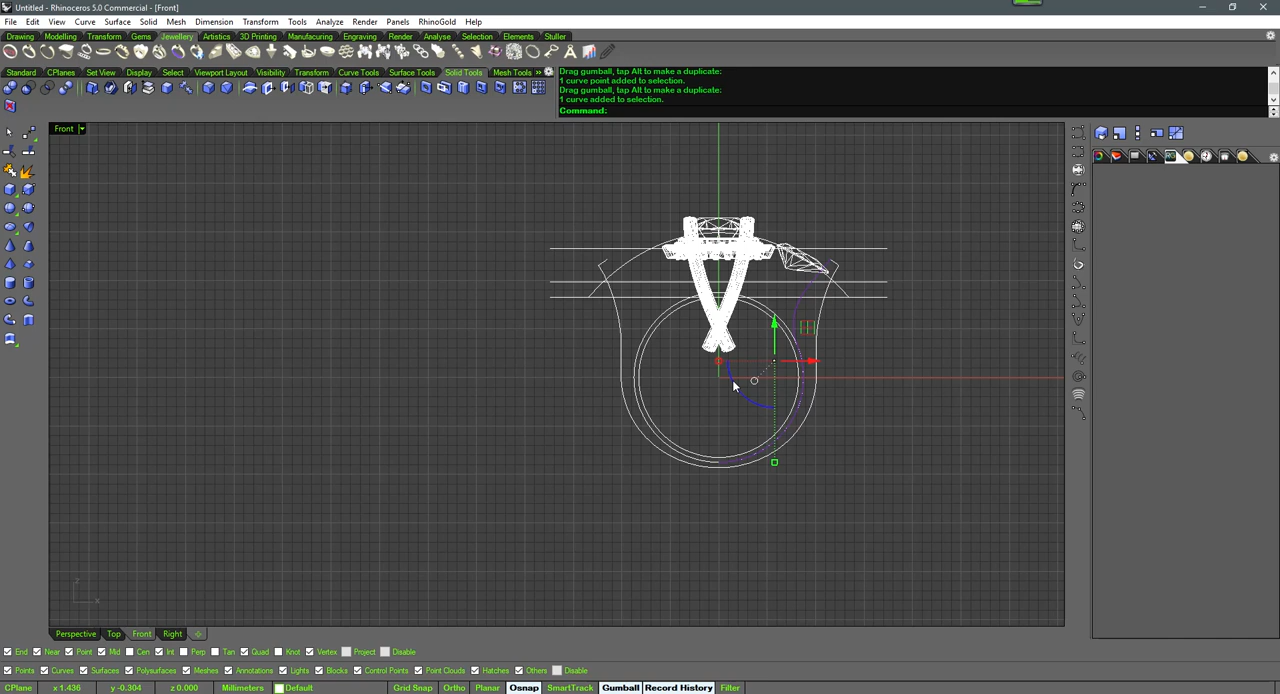 Untitled - Rhinoceros 5.0 Commercial - [Front]
File Edit View Curve Surface Solid Mesh Dimension Transform Tools Analyze Render Panels RhinoGold Help
Drawing Modelling Transform Gems Jewellery Artistics 3D Printing Manufacuring Engraving Render Analyse Selection Elements Stuller
Standard CPlanes Set View Display Select Viewport Layout Visibility Transform Curve Tools Surface Tools Solid Tools Mesh Tools »
Drag gumball, tap Alt to make a duplicate:
1 curve point added to selection.
Drag gumball, tap Alt to make a duplicate:
1 curve added to selection.
Command:
Front
z
x
Perspective Top Front Right
End Near Point Mid Cen Int Perp Tan Quad Knot Vertex Project Disable
Points Curves Surfaces Polysurfaces Meshes Annotations Lights Blocks Control Points Point Clouds Hatches Others Disable
CPlane x 1.436 y -0.304 z 0.000 Millimeters Default Grid Snap Ortho Planar Osnap SmartTrack Gumball Record History Filter